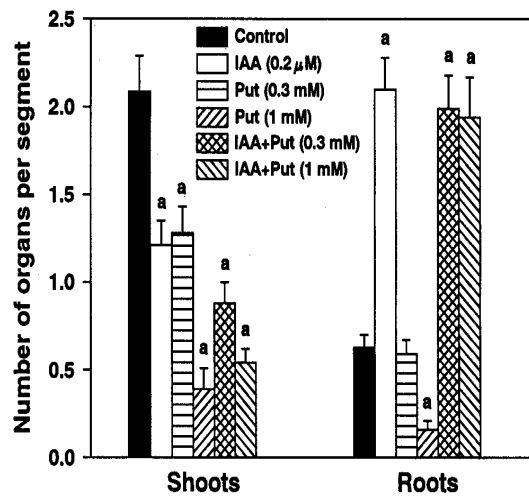 Number of organs per segment
2.5
2.0
1.5
1.0
0.5
0.0
Control
IAA (0.2 μM)
Put (0.3 mM)
Put (1 mM)
IAA+Put (0.3 mM)
IAA+Put (1 mM)
a
a
a
a
a
a
a
a
a
Shoots
Roots